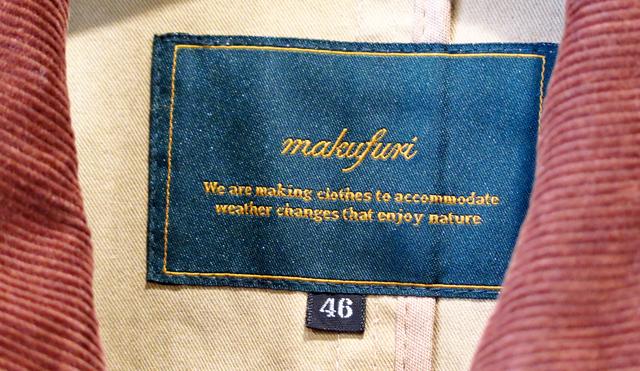 makufuri
We are making clothes to accommodate
weather changes that enjoy nature
46